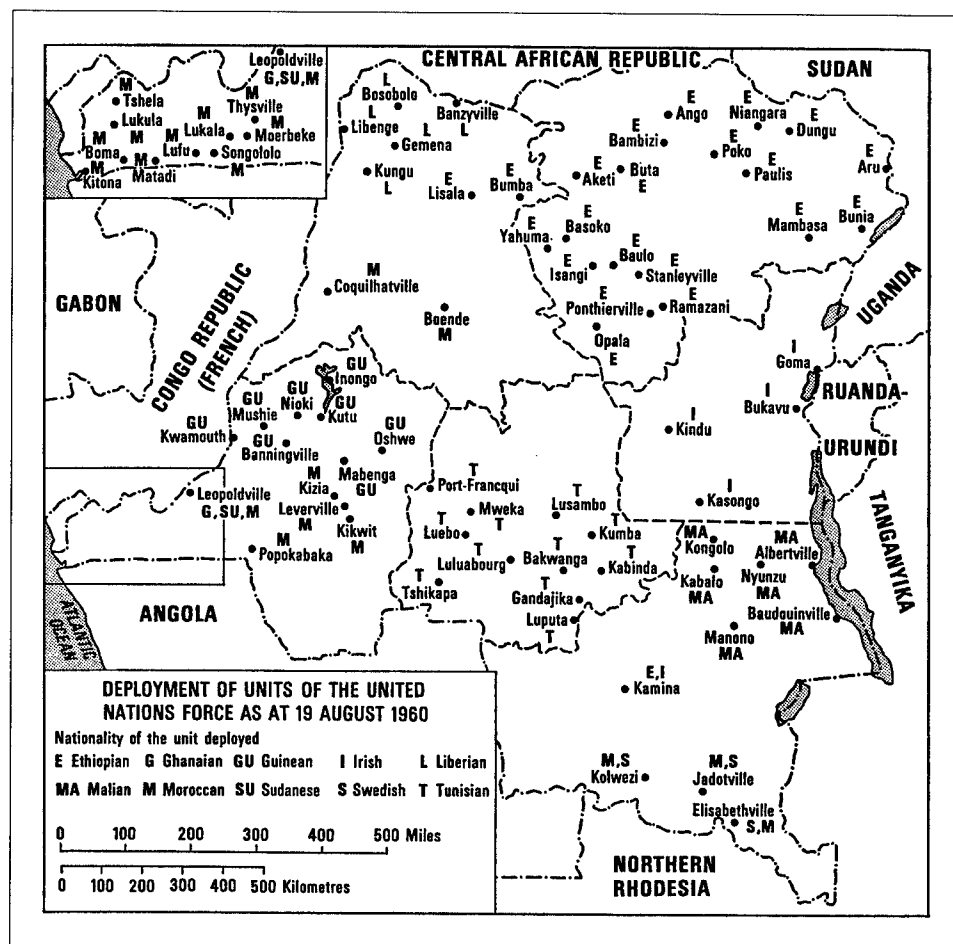 CENTRAL AFRICAN REPUBLIC
SUDAN
Leopoldville
G,SU,M
M
Tshela
Lukula
M
Thysville
M
Lukala
M
Moerbeke
M
Boma
M
M
Lufu
Songololo
M
M
Kitona
M
Matadi
L
Bosobolo
L
Banzyville
Libenge
L
L
Gemena
Kungu
L
E
Lisala
E
Bumba
E
Ango
E
Niangara
E
Dungu
E
Bambizi
E
Poko
E
Paulis
E
Aru
E
Aketi
Buta
E
E
Mambasa
E
Bunia
E
Yahuma
E
Basoko
E
Isangi
E
Baulo
E
Stanleyville
E
Ponthierville
E
Ramazani
Opala
E
GABON
CONGO REPUBLIC
(FRENCH)
UGANDA
M
Coquilhatville
Boende
M
I
Goma
RUANDA-
URUNDI
I
Bukavu
I
Kindu
I
Kasongo
GU
Inongo
GU
Nioki
GU
Kutu
GU
Mushie
GU
Kwamouth
GU
Banningville
GU
Oshwe
Mabenga
GU
M
Kizia
Leverville
M
Kikwit
M
M
Popokabaka
Leopoldville
G,SU,M
T
Port-Francqui
Mweka
T
T
Luebo
T
Lusambo
T
Kumba
T
Luluabourg
T
Bakwanga
T
Kabinda
T
Tshikapa
T
Gandajika
Luputa
T
MA
Kongolo
MA
Albertville
Kabalo
MA
Nyunzu
MA
Baudouinville
MA
Manono
MA
TANGANYIKA
ANGOLA
ATLANTIC
OCEAN
E,I
Kamina
M,S
Kolwezi
M,S
Jadotville
Elisabethville
S,M
NORTHERN
RHODESIA
DEPLOYMENT OF UNITS OF THE UNITED
NATIONS FORCE AS AT 19 AUGUST 1960
Nationality of the unit deployed
E Ethiopian G Ghanaian GU Guinean I Irish L Liberian
MA Malian M Moroccan SU Sudanese S Swedish T Tunisian
0 100 200 300 400 500 Miles
0 100 200 300 400 500 Kilometres